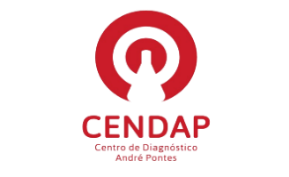 CENDAP
Centro de Diagnóstico
André Pontes